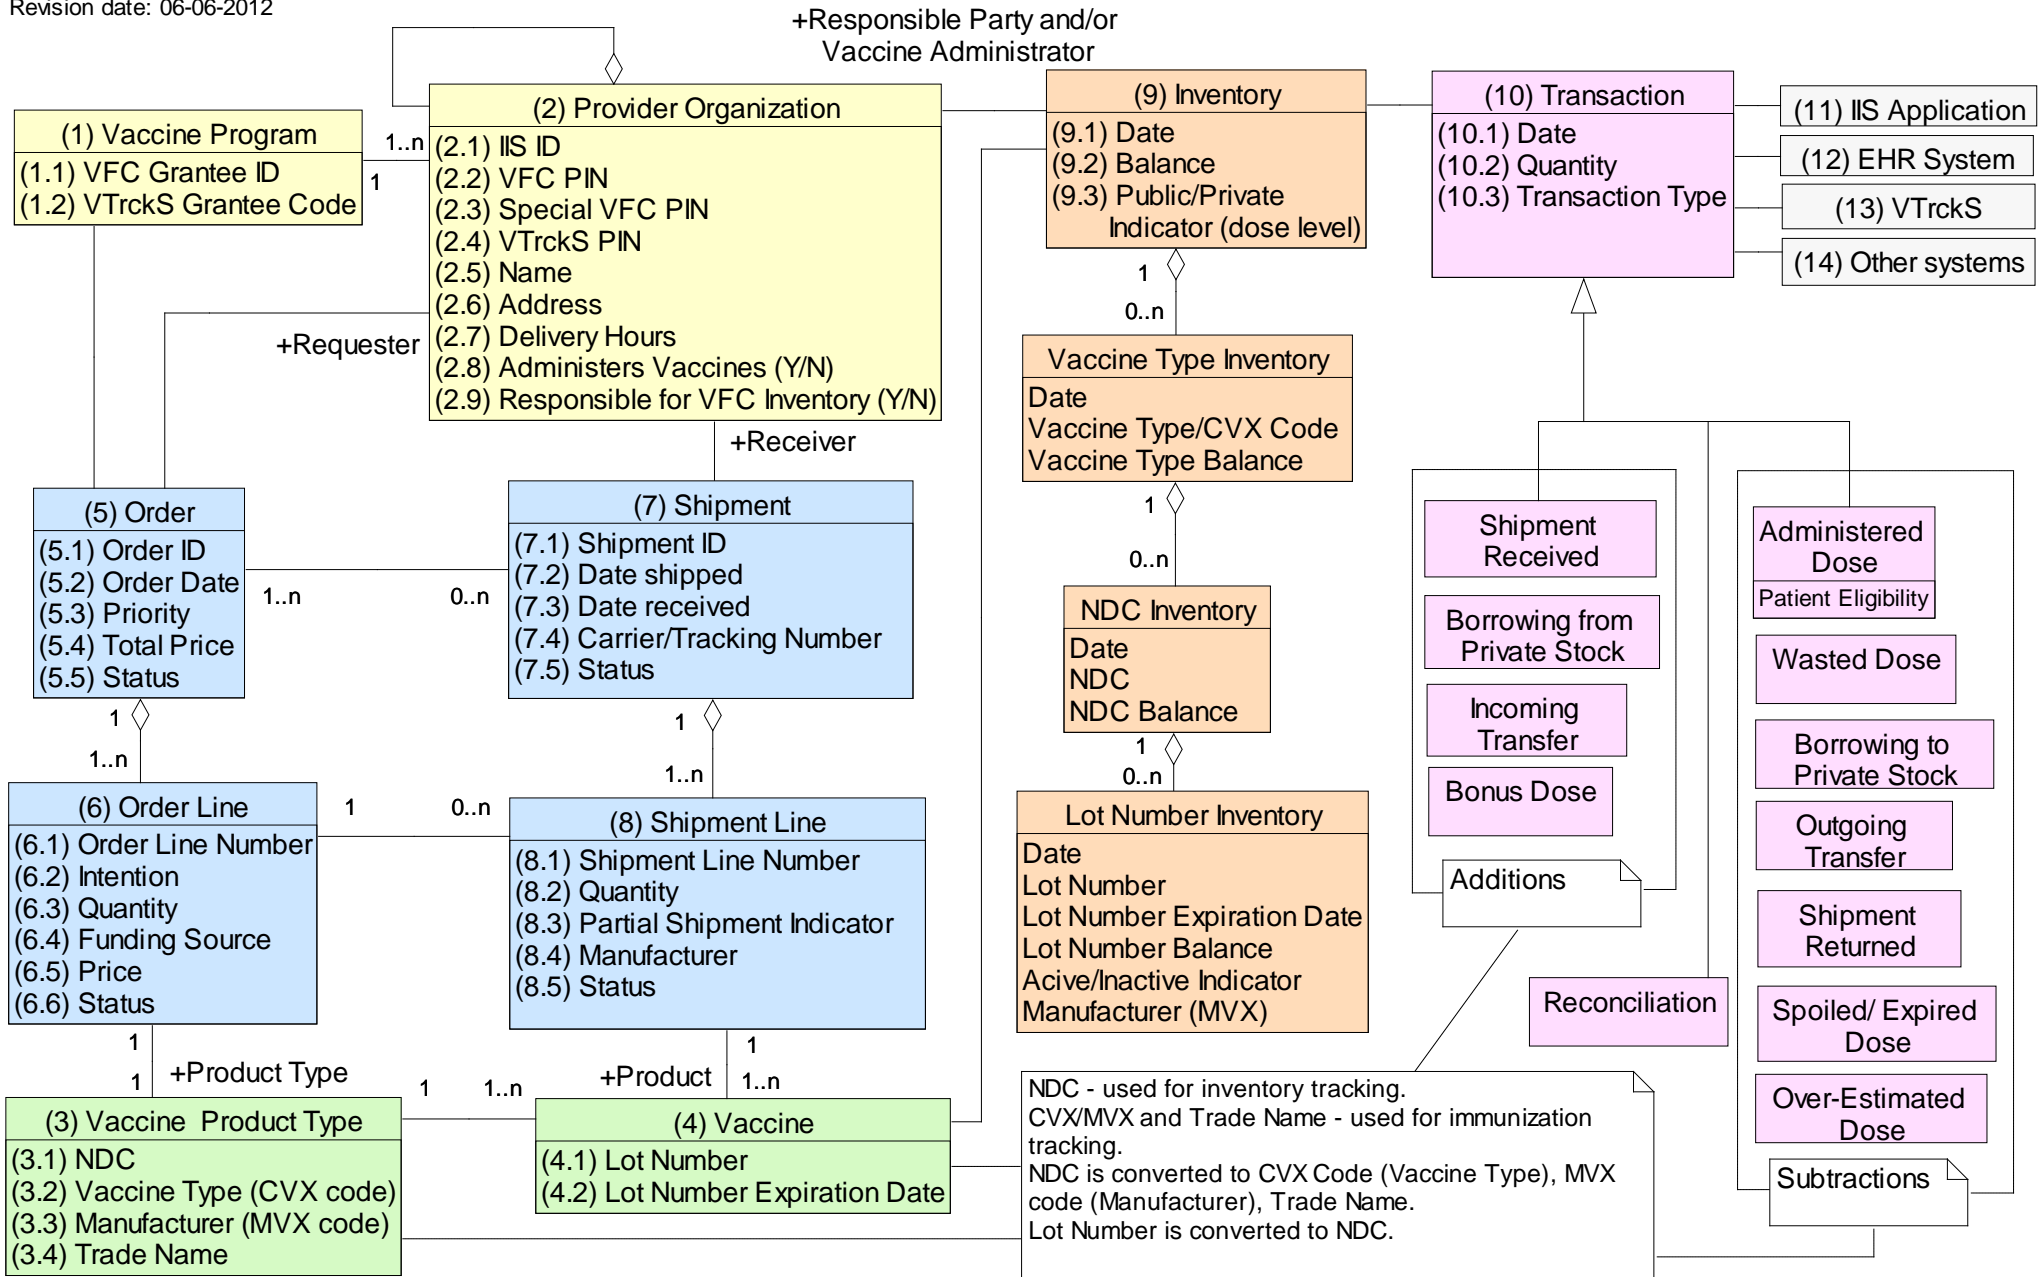 Revision date: 06-06-2012
+Responsible Party and/or
Vaccine Administrator
(1) Vaccine Program
(1.1) VFC Grantee ID
(1.2) VTrckS Grantee Code
1..n
1
(2) Provider Organization
(2.1) IIS ID
(2.2) VFC PIN
(2.3) Special VFC PIN
(2.4) VTrckS PIN
(2.5) Name
(2.6) Address
(2.7) Delivery Hours
(2.8) Administers Vaccines (Y/N)
(2.9) Responsible for VFC Inventory (Y/N)
+Requester
+Receiver
(9) Inventory
(9.1) Date
(9.2) Balance
(9.3) Public/Private
Indicator (dose level)
1
0..n
Vaccine Type Inventory
Date
Vaccine Type/CVX Code
Vaccine Type Balance
1
0..n
NDC Inventory
Date
NDC
NDC Balance
1
0..n
Lot Number Inventory
Date
Lot Number
Lot Number Expiration Date
Lot Number Balance
Acive/Inactive Indicator
Manufacturer (MVX)
(10) Transaction
(10.1) Date
(10.2) Quantity
(10.3) Transaction Type
(11) IIS Application
(12) EHR System
(13) VTrckS
(14) Other systems
Shipment
Received
Borrowing from
Private Stock
Incoming
Transfer
Bonus Dose
Additions
Reconciliation
Administered
Dose
Patient Eligibility
Wasted Dose
Borrowing to
Private Stock
Outgoing
Transfer
Shipment
Returned
Spoiled/ Expired
Dose
Over-Estimated
Dose
Subtractions
(5) Order
(5.1) Order ID
(5.2) Order Date
(5.3) Priority
(5.4) Total Price
(5.5) Status
1..n
0..n
(7) Shipment
(7.1) Shipment ID
(7.2) Date shipped
(7.3) Date received
(7.4) Carrier/Tracking Number
(7.5) Status
1
1..n
1
1..n
(6) Order Line
(6.1) Order Line Number
(6.2) Intention
(6.3) Quantity
(6.4) Funding Source
(6.5) Price
(6.6) Status
1
0..n
(8) Shipment Line
(8.1) Shipment Line Number
(8.2) Quantity
(8.3) Partial Shipment Indicator
(8.4) Manufacturer
(8.5) Status
1
1
+Product Type
1
1..n
+Product
1
1..n
(3) Vaccine Product Type
(3.1) NDC
(3.2) Vaccine Type (CVX code)
(3.3) Manufacturer (MVX code)
(3.4) Trade Name
(4) Vaccine
(4.1) Lot Number
(4.2) Lot Number Expiration Date
NDC - used for inventory tracking.
CVX/MVX and Trade Name - used for immunization
tracking.
NDC is converted to CVX Code (Vaccine Type), MVX
code (Manufacturer), Trade Name.
Lot Number is converted to NDC.